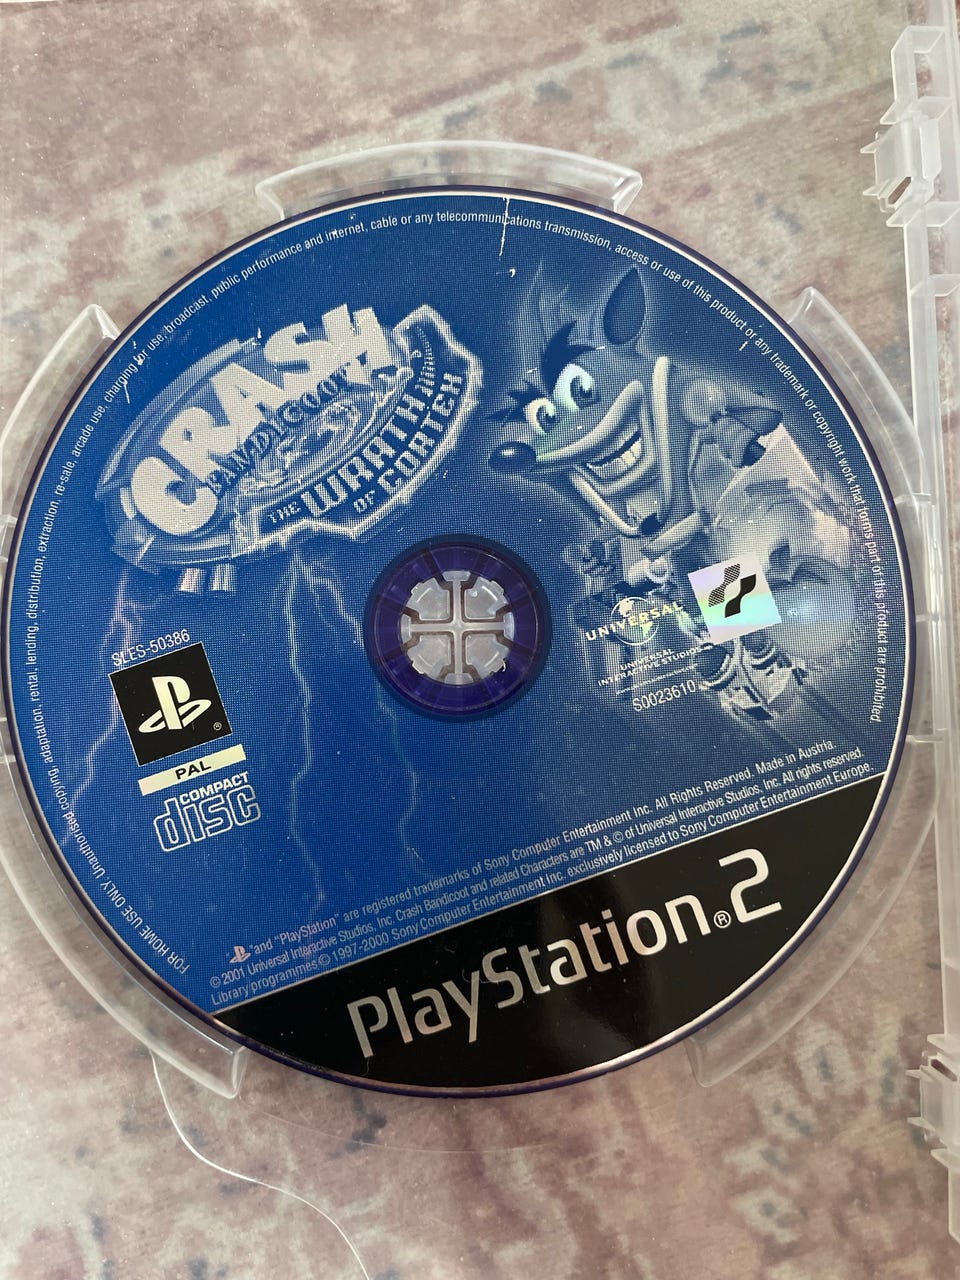 FOR HOME USE ONLY. Unauthorised copying, adaptation, rental, lending, distribution, extraction, re-sale, arcade use, charging for use, broadcast, public performance and internet, cable or any telecommunications transmission, access or use of this product or any trademark or copyright work that forms part of this product are prohibited.
CRASH
BANDICOOT
THE WRATH
OF CORTEX
UNIVERSAL
UNIVERSAL
INTERACTIVE STUDIOS
S0023610
SLES-50386
®
PAL
COMPACT
disc
and "PlayStation" are registered trademarks of Sony Computer Entertainment Inc. All Rights Reserved. Made in Austria.
© 2001 Universal Interactive Studios, Inc. Crash Bandicoot and related Characters are TM & © of Universal Interactive Studios, Inc. All rights reserved.
Library programmes © 1997-2000 Sony Computer Entertainment Inc. exclusively licensed to Sony Computer Entertainment Europe.
PlayStation®2